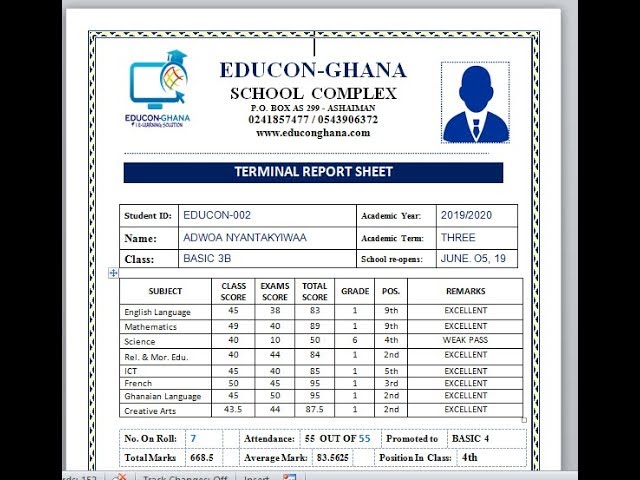 EDUCON-GHANA
SCHOOL COMPLEX
P.O. BOX AS 299 - ASHAIMAN
0241857477 / 0543906372
www.educonghana.com
EDUCON-GHANA
# 1 E-LEARNING SOLUTION
TERMINAL REPORT SHEET
Student ID: EDUCON-002 Academic Year: 2019/2020
Name: ADWOA NYANTAKYIWAA Academic Term: THREE
Class: BASIC 3B School re-opens: JUNE. O5, 19
SUBJECT CLASS SCORE EXAMS SCORE TOTAL SCORE GRADE POS. REMARKS
English Language 45 38 83 1 9th EXCELLENT
Mathematics 49 40 89 1 9th EXCELLENT
Science 40 10 50 6 4th WEAK PASS
Rel. & Mor. Edu. 40 44 84 1 2nd EXCELLENT
ICT 45 40 85 1 5th EXCELLENT
French 50 45 95 1 3rd EXCELLENT
Ghanaian Language 45 50 95 1 2nd EXCELLENT
Creative Arts 43.5 44 87.5 1 2nd EXCELLENT
No. On Roll: 7 Attendance: 55 OUT OF 55 Promoted to BASIC 4
Total Marks 668.5 Average Mark: 83.5625 Position In Class: 4th